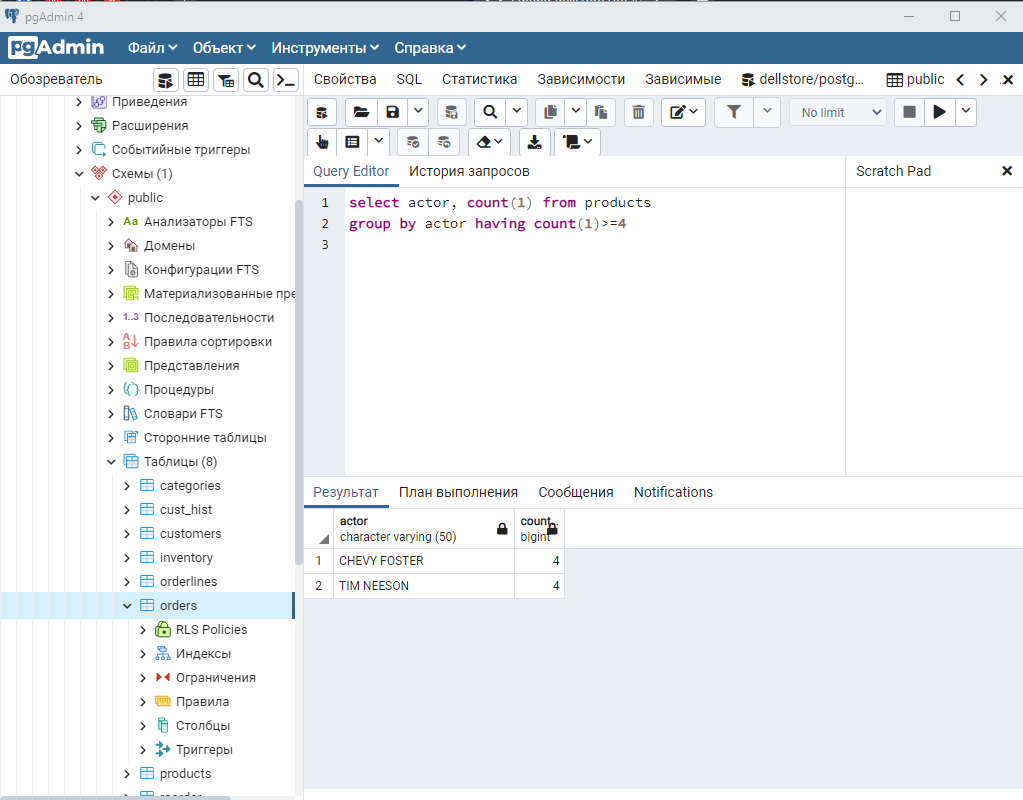 pgAdmin 4
pgAdmin
Файл Объект Инструменты Справка
Обозреватель
Свойства SQL Статистика Зависимости Зависимые dellstore/postg... public
Приведения
Расширения
Событийные триггеры
Схемы (1)
public
Aa Анализаторы FTS
Домены
Конфигурации FTS
Материализованные пре
1..3 Последовательности
Правила сортировки
Представления
Процедуры
Словари FTS
Сторонние таблицы
Таблицы (8)
categories
cust_hist
customers
inventory
orderlines
orders
RLS Policies
Индексы
Ограничения
Правила
Столбцы
Триггеры
products
No limit
Query Editor История запросов
Scratch Pad
1 select actor, count(1) from products
2 group by actor having count(1)>=4
3
Результат План выполнения Сообщения Notifications
actor
character varying (50)
count
bigint
1 CHEVY FOSTER 4
2 TIM NEESON 4